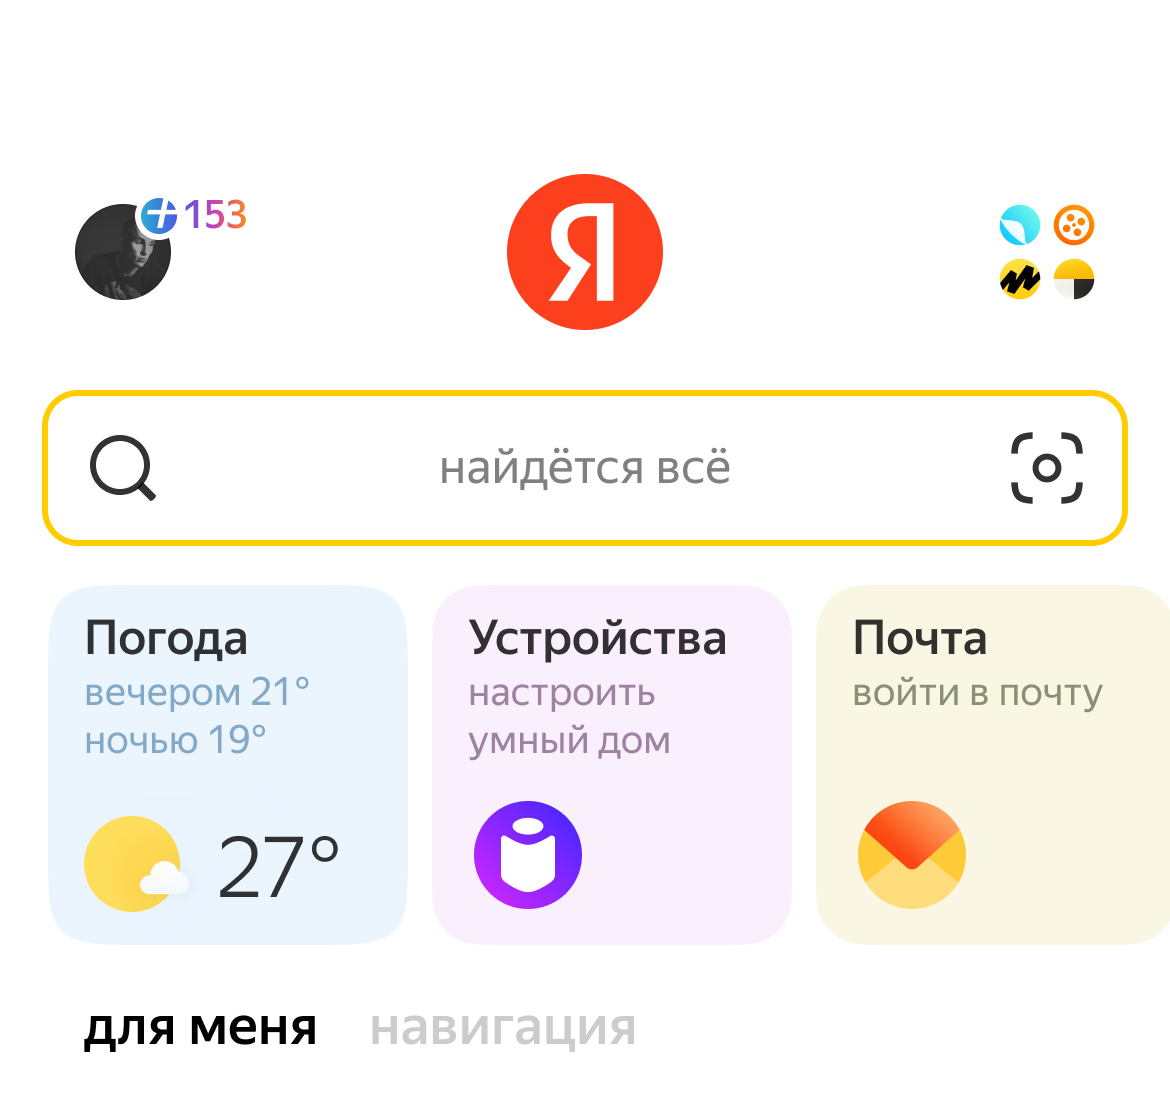 153
Я
найдётся всё
Погода
вечером 21°
ночью 19°
27°
Устройства
настроить
умный дом
Почта
войти в почту
для меня навигация